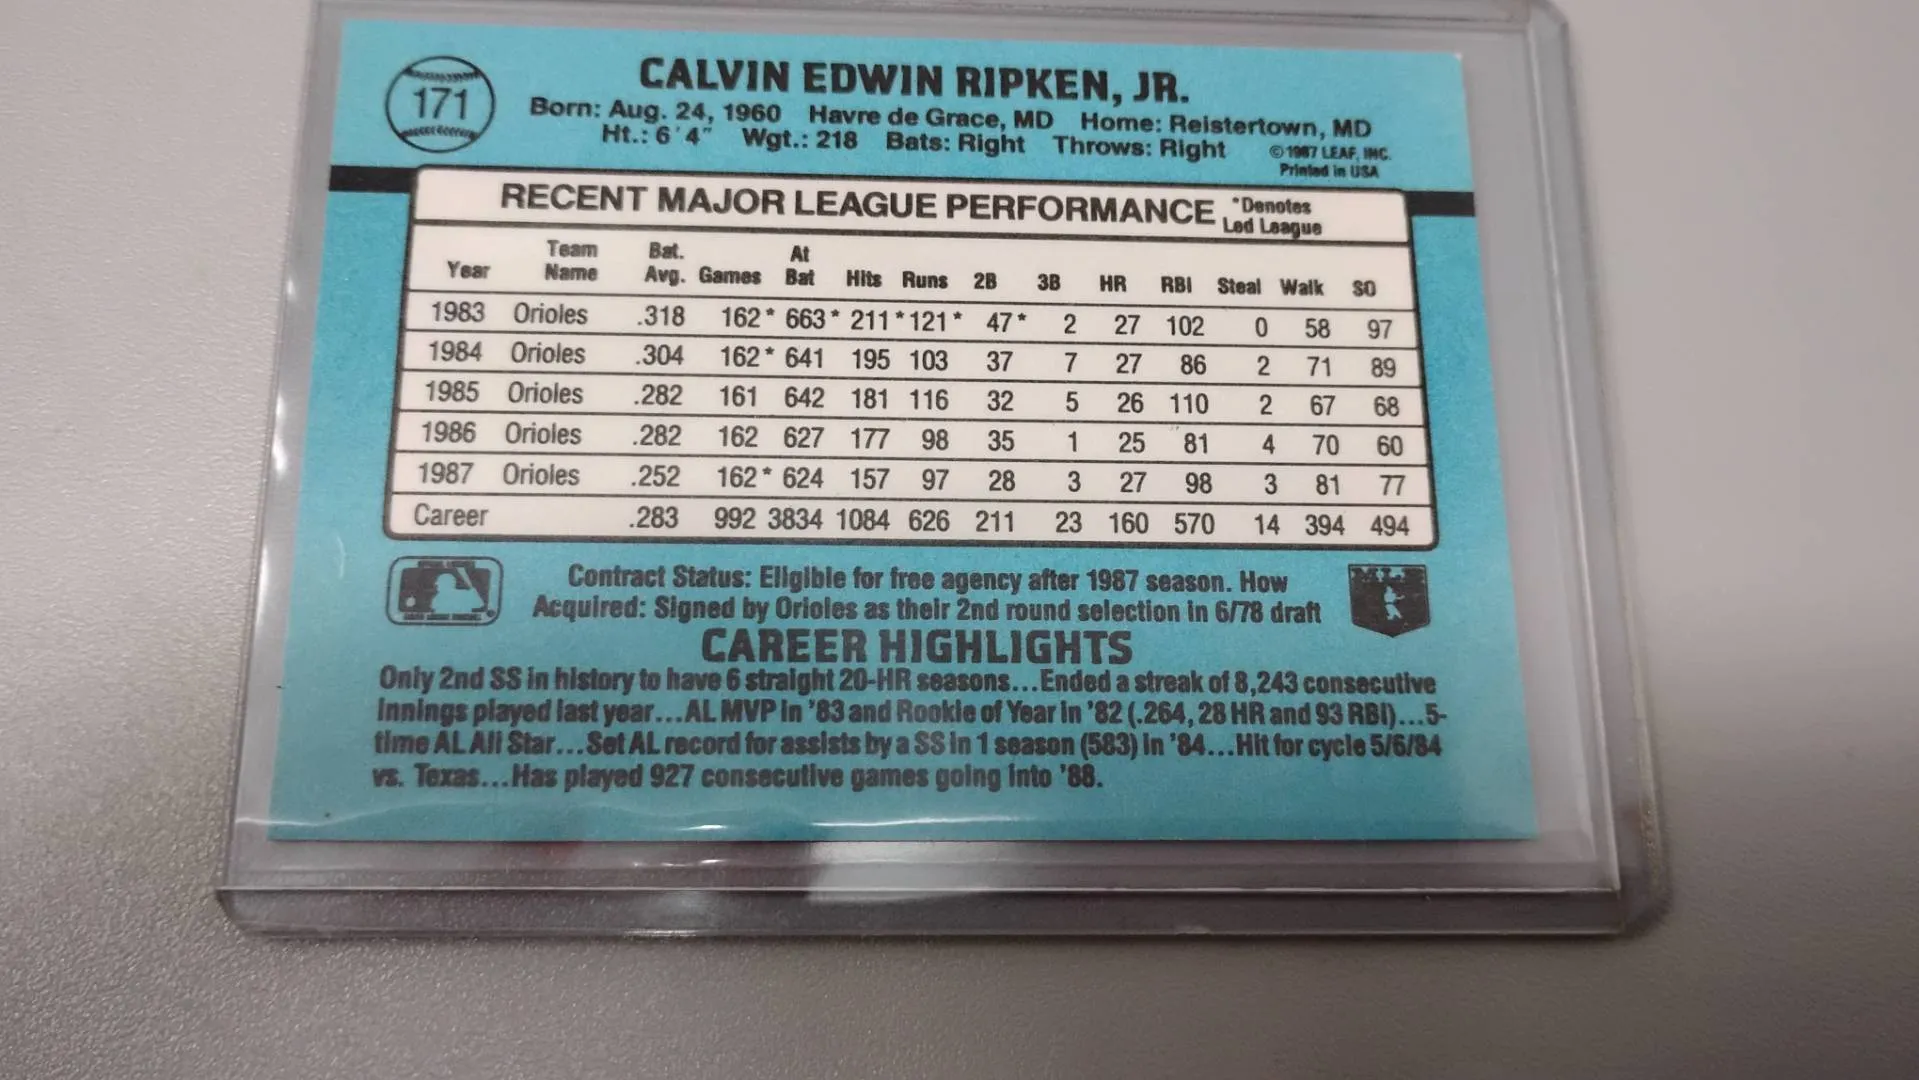 171
CALVIN EDWIN RIPKEN, JR.
Born: Aug. 24, 1960 Havre de Grace, MD Home: Reistertown, MD
Ht.: 6'4" Wgt.: 218 Bats: Right Throws: Right
©1987 LEAF, INC.
Printed in USA
RECENT MAJOR LEAGUE PERFORMANCE *Denotes Led League
Year Team Name Bat. Avg. Games At Bat Hits Runs 2B 3B HR RBI Steal Walk SO
1983 Orioles .318 162* 663* 211* 121* 47* 2 27 102 0 58 97
1984 Orioles .304 162* 641 195 103 37 7 27 86 2 71 89
1985 Orioles .282 161 642 181 116 32 5 26 110 2 67 68
1986 Orioles .282 162 627 177 98 35 1 25 81 4 70 60
1987 Orioles .252 162* 624 157 97 28 3 27 98 3 81 77
Career .283 992 3834 1084 626 211 23 160 570 14 394 494
Contract Status: Eligible for free agency after 1987 season. How
Acquired: Signed by Orioles as their 2nd round selection in 6/78 draft
CAREER HIGHLIGHTS
Only 2nd SS in history to have 6 straight 20-HR seasons...Ended a streak of 8,243 consecutive
innings played last year...AL MVP in '83 and Rookie of Year in '82 (.264, 28 HR and 93 RBI)...5-
time AL All Star...Set AL record for assists by a SS in 1 season (583) in '84...Hit for cycle 5/6/84
vs. Texas...Has played 927 consecutive games going into '88.